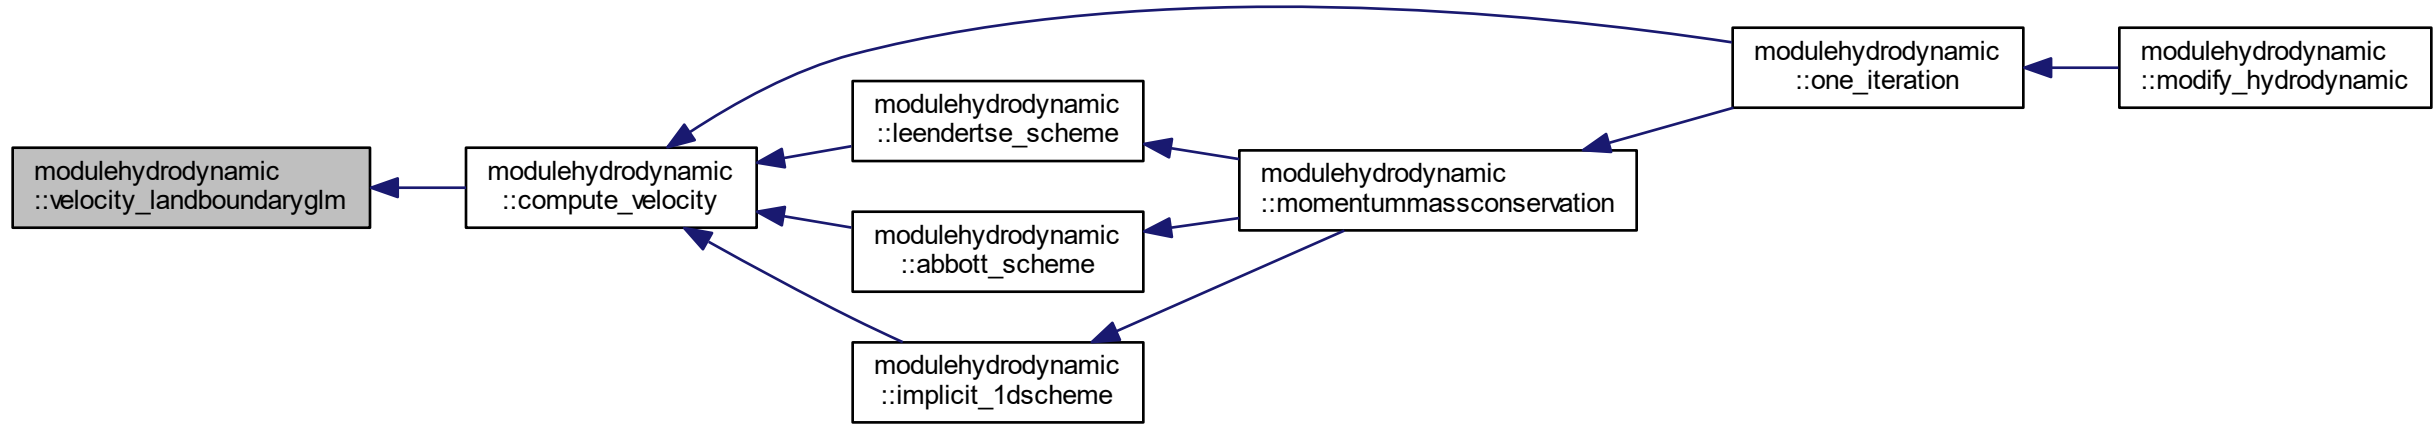 modulehydrodynamic
::velocity_landboundaryglm
modulehydrodynamic
::compute_velocity
modulehydrodynamic
::leendertse_scheme
modulehydrodynamic
::abbott_scheme
modulehydrodynamic
::implicit_1dscheme
modulehydrodynamic
::momentummassconservation
modulehydrodynamic
::one_iteration
modulehydrodynamic
::modify_hydrodynamic